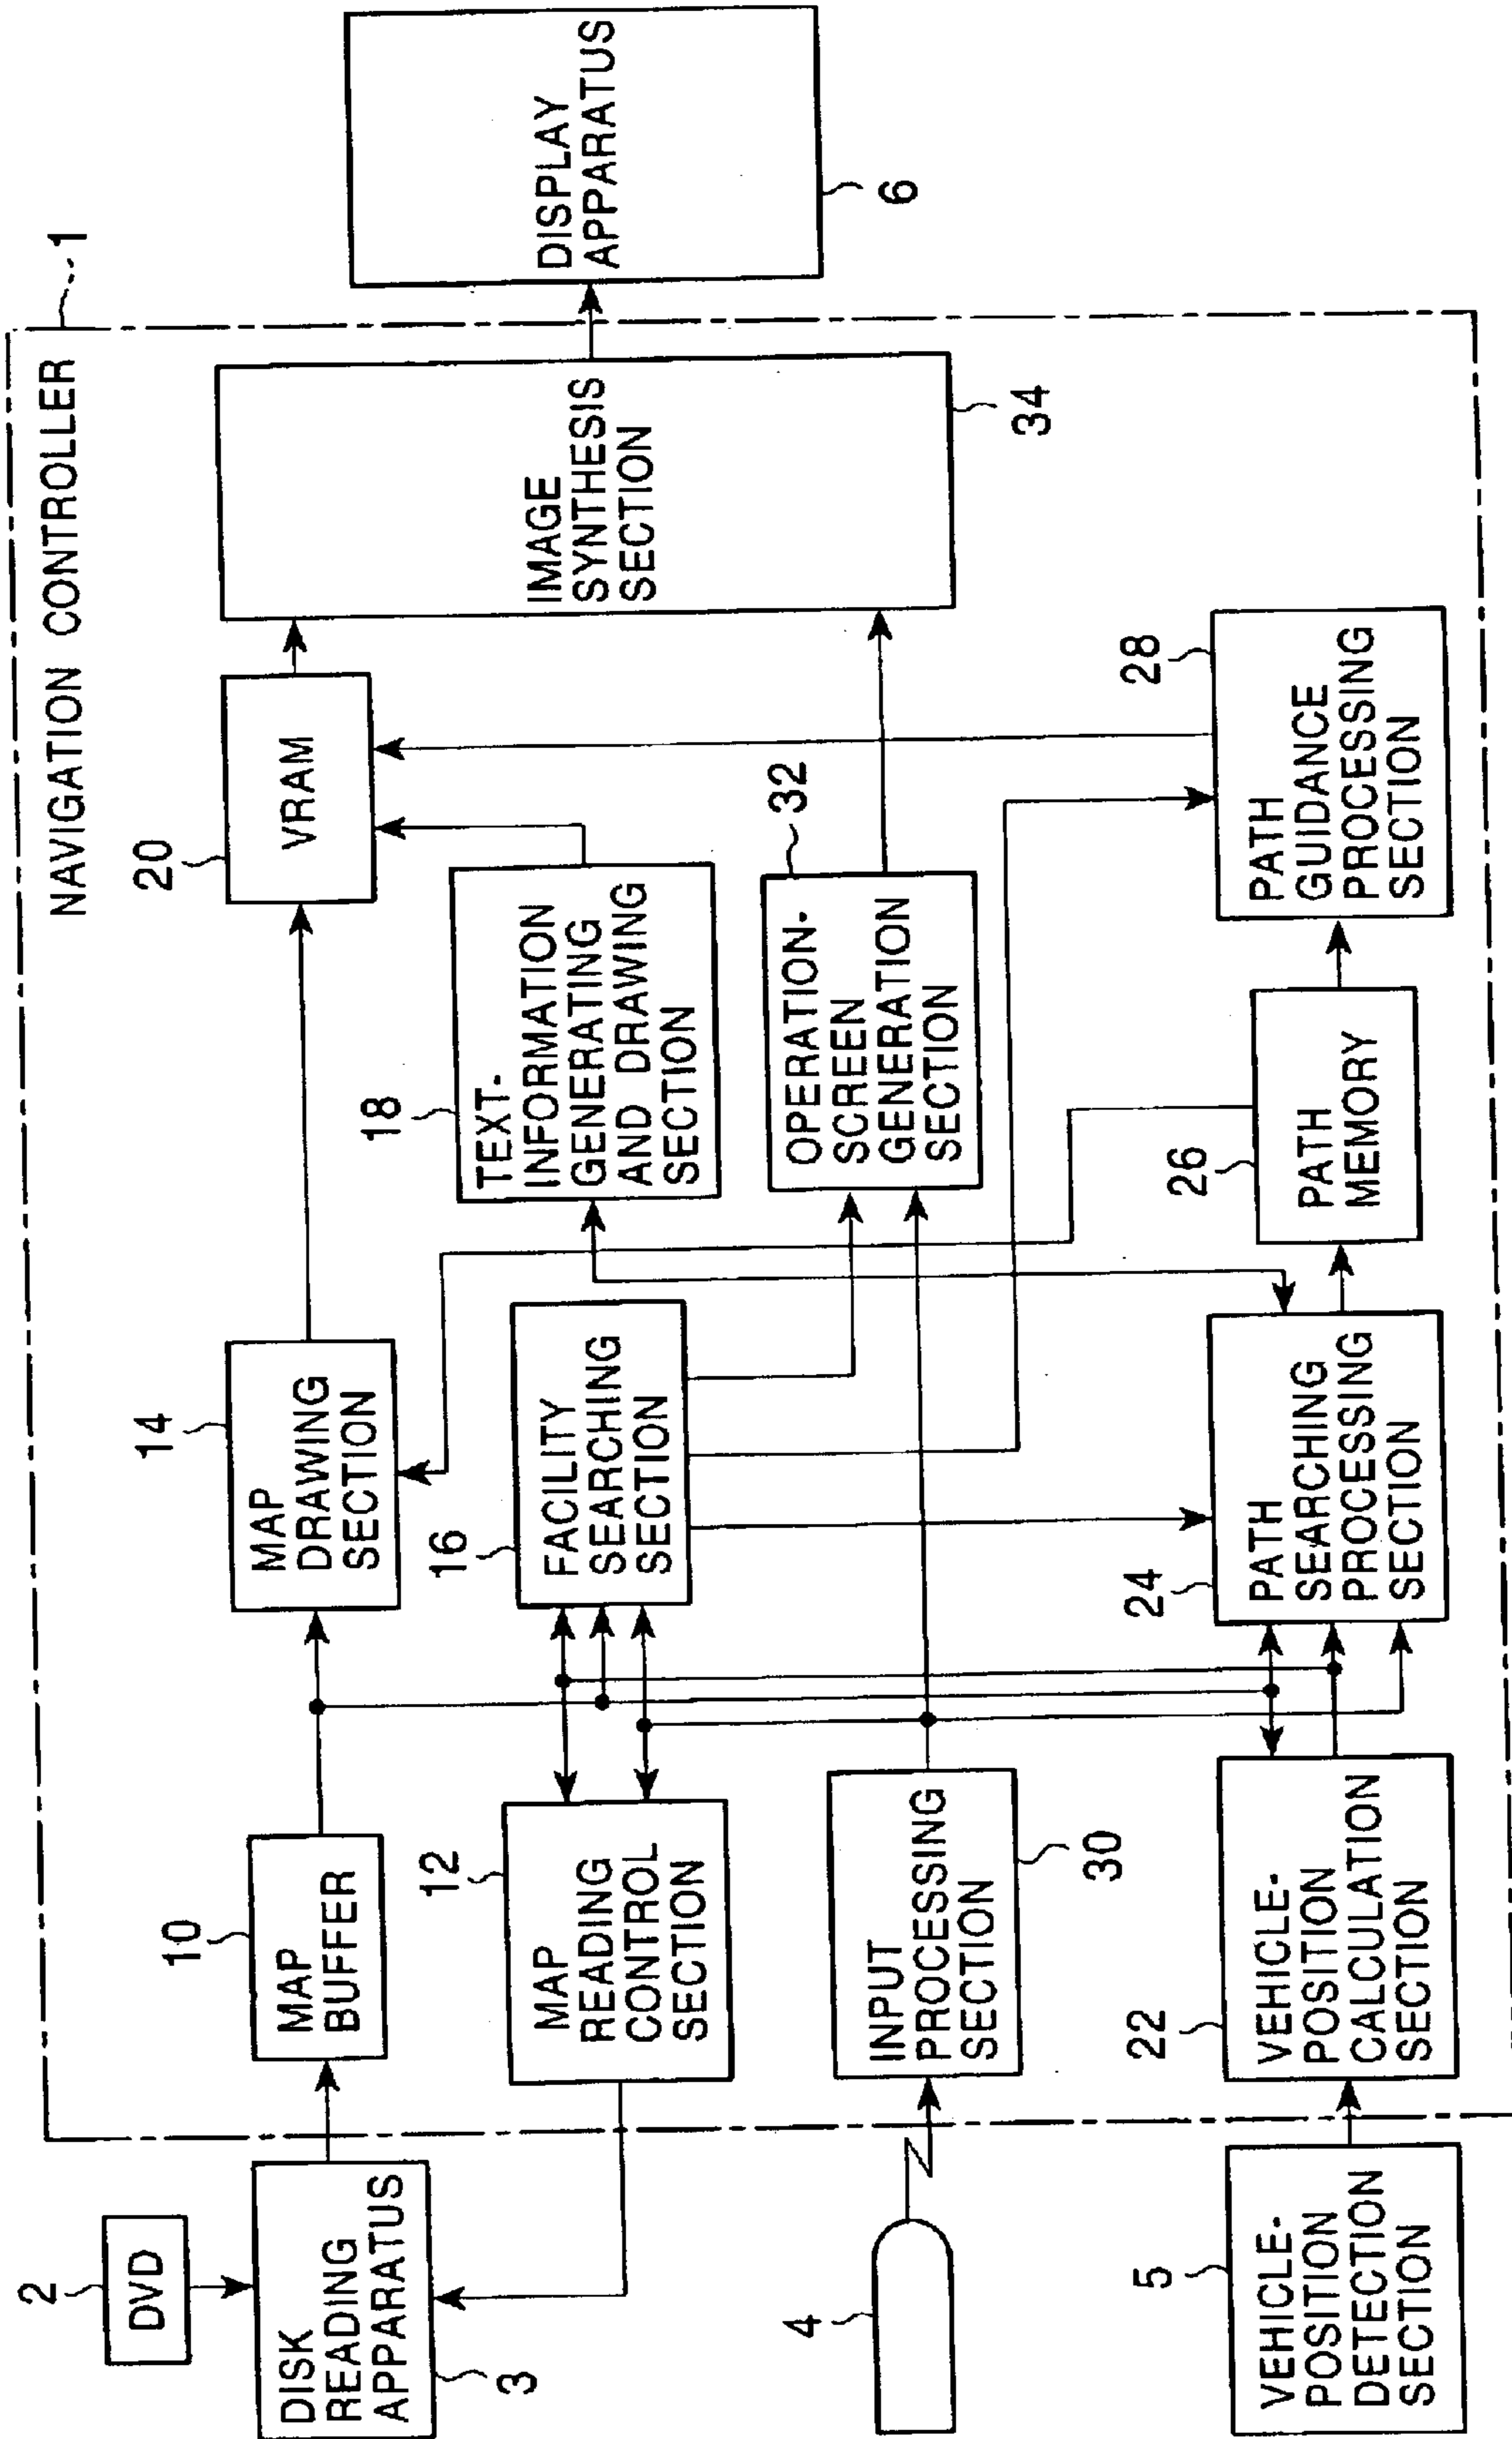 NAVIGATION CONTROLLER
1
2
DVD
DISK
READING
APPARATUS
3
10
MAP
BUFFER
14
MAP
DRAWING
SECTION
20
VRAM
IMAGE
SYNTHESIS
SECTION
34
DISPLAY
APPARATUS
6
12
MAP
READING
CONTROL
SECTION
16
FACILITY
SEARCHING
SECTION
18
TEXT-
INFORMATION
GENERATING
AND DRAWING
SECTION
4
INPUT
PROCESSING
SECTION
30
32
OPERATION-
SCREEN
GENERATION
SECTION
5
VEHICLE-
POSITION
DETECTION
SECTION
22
VEHICLE-
POSITION
CALCULATION
SECTION
24
PATH
SEARCHING
PROCESSING
SECTION
26
PATH
MEMORY
28
PATH
GUIDANCE
PROCESSING
SECTION